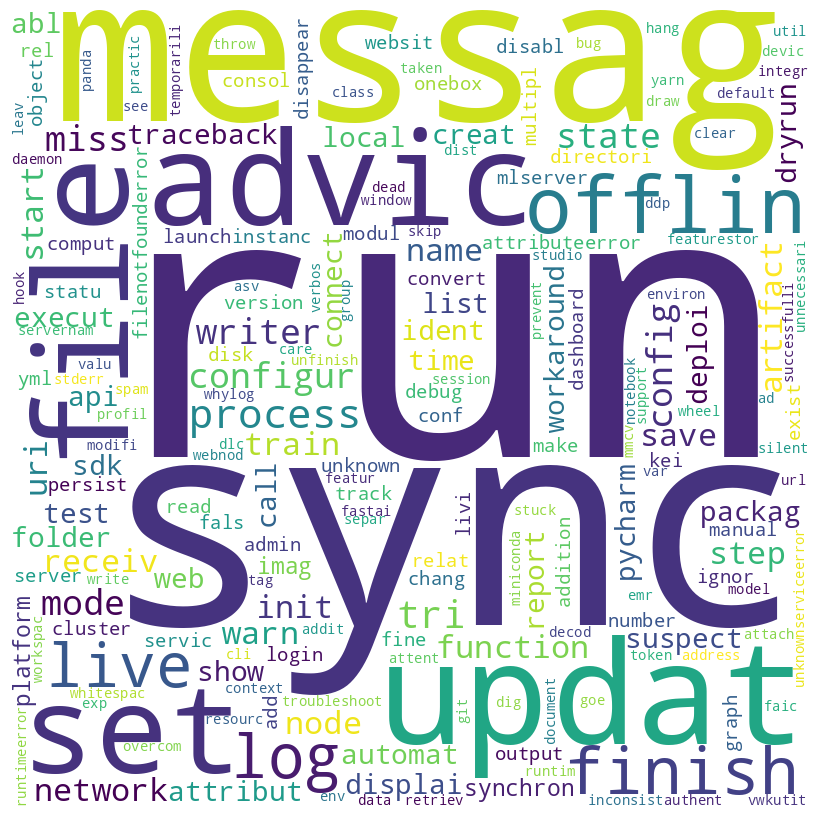 messag
abl
rel
throw
panda
practic
see
temporarili
leav
object
consol
disappear
websit
taken
class
onebox
disabl
multipl
bug
hang
yarn
draw
util
devic
integr
default
clear
dryrun
miss
traceback
local
creat
state
directori
dist
mlserver
daemon
e
advic
offlin
start
comput
filenotfounderror
launch
instanc
modul
skip
dead
window
name
attributeerror
studio
ddp
featurestor
unnecessari
successfulli
hook
statu
execut
servernam
file
run
asv
version
verbos
group
connect
convert
list
prevent
workaround
dashboard
environ
config
deploi
artifact
exist
writer
configur
disk
care
unfinish
ident
time
session
debug
conf
whylog
process
train
valu
yml
stderr
spam
api
profil
modifi
uri
sdk
persist
test
folder
receiv
server
write
dlc
webnod
unknown
featur
fastai
track
separ
read
fals
call
admin
tag
imag
web
sync
make
support
mmcv
notebook
wheel
save
kei
var
ad
silent
url
packag
manual
step
ignor
model
pycharm
livi
stuck
miniconda
report
addition
relat
chang
emr
number
decod
suspect
attach
token
address
unknownserviceerror
mode
init
tri
cluster
servic
addit
warn
fine
function
platform
workspac
live
show
cli
login
attent
git
dig
goe
document
graph
faic
whitespac
exp
context
troubleshoot
updat
set
resourc
add
node
runtimeerror
overcom
log
automat
output
runtim
finish
network
attribut
env
displai
data
retriev
synchron
inconsist
authent
vwkutit